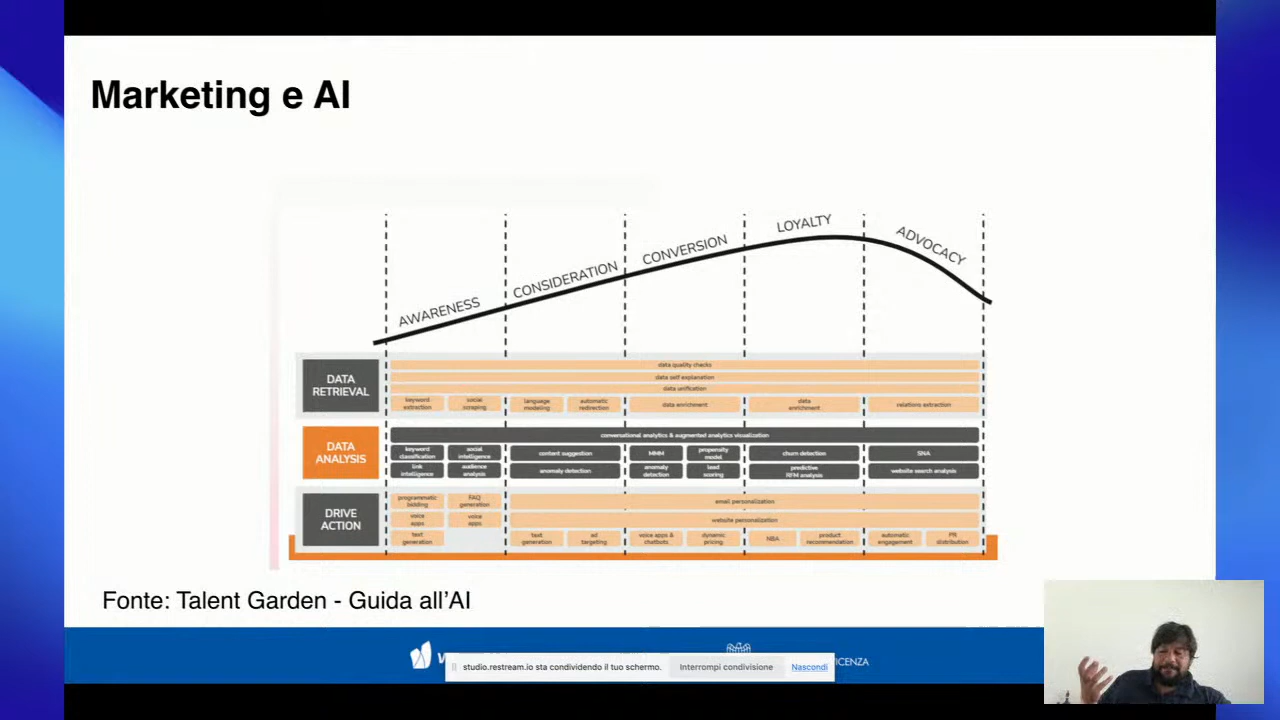 Marketing e AI
AWARENESS
CONSIDERATION
CONVERSION
LOYALTY
ADVOCACY
DATA
RETRIEVAL
data quality checks
data self explanation
data unification
keyword
extraction
social
scraping
language
modeling
automatic
redirection
data enrichment
data
enrichment
relations extraction
DATA
ANALYSIS
conversational analytics & augmented analytics visualization
keyword
classification
social
intelligence
content suggestion
MMM
propensity
model
churn detection
SNA
link
intelligence
audience
analysis
anomaly detection
anomaly
detection
lead
scoring
predictive
RFM analysis
website search analysis
DRIVE
ACTION
programmatic
bidding
FAQ
generation
email personalization
voice
apps
voice
apps
website personalization
text
generation
text
generation
ad
targeting
voice apps &
chatbots
dynamic
pricing
NBA
product
recommendation
automatic
engagement
PR
distribution
Fonte: Talent Garden - Guida all'AI
studio.restream.io sta condividendo il tuo schermo.
Interrompi condivisione
Nascondi